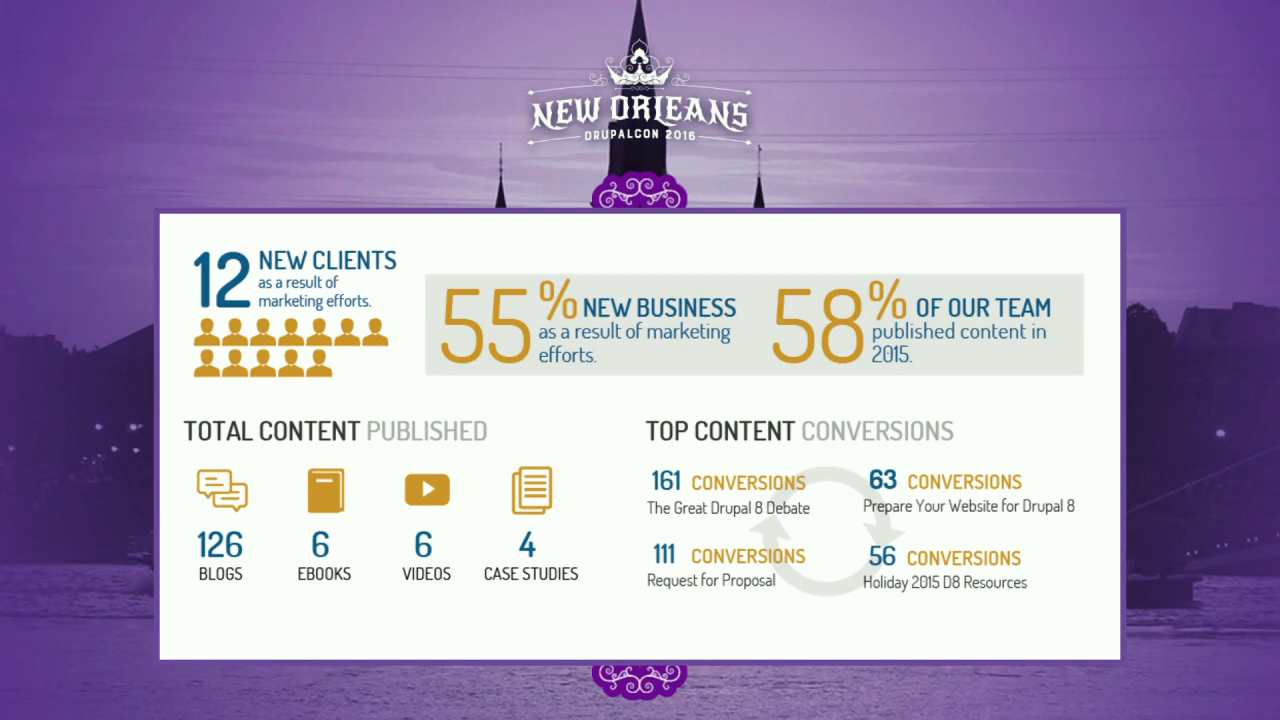 NEW ORLEANS
DRUPALCON 2016
12 NEW CLIENTS
as a result of
marketing efforts.
55% NEW BUSINESS
as a result of marketing
efforts.
58% OF OUR TEAM
published content in
2015.
TOTAL CONTENT PUBLISHED
126
BLOGS
6
EBOOKS
6
VIDEOS
4
CASE STUDIES
TOP CONTENT CONVERSIONS
161 CONVERSIONS
The Great Drupal 8 Debate
63 CONVERSIONS
Prepare Your Website for Drupal 8
111 CONVERSIONS
Request for Proposal
56 CONVERSIONS
Holiday 2015 D8 Resources